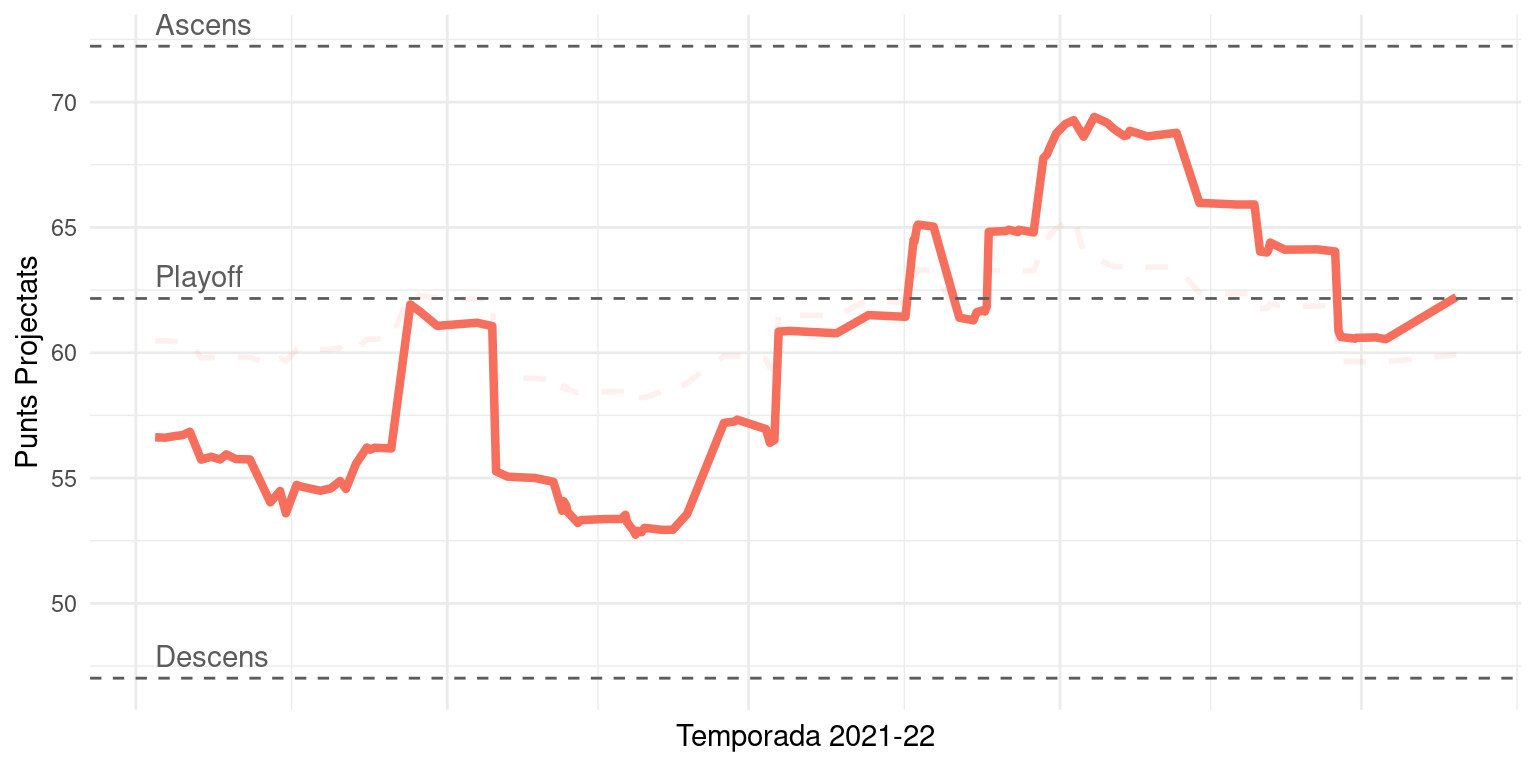 Ascens
70
65
Playoff
60
55
50
Descens
Punts Projectats
Temporada 2021-22